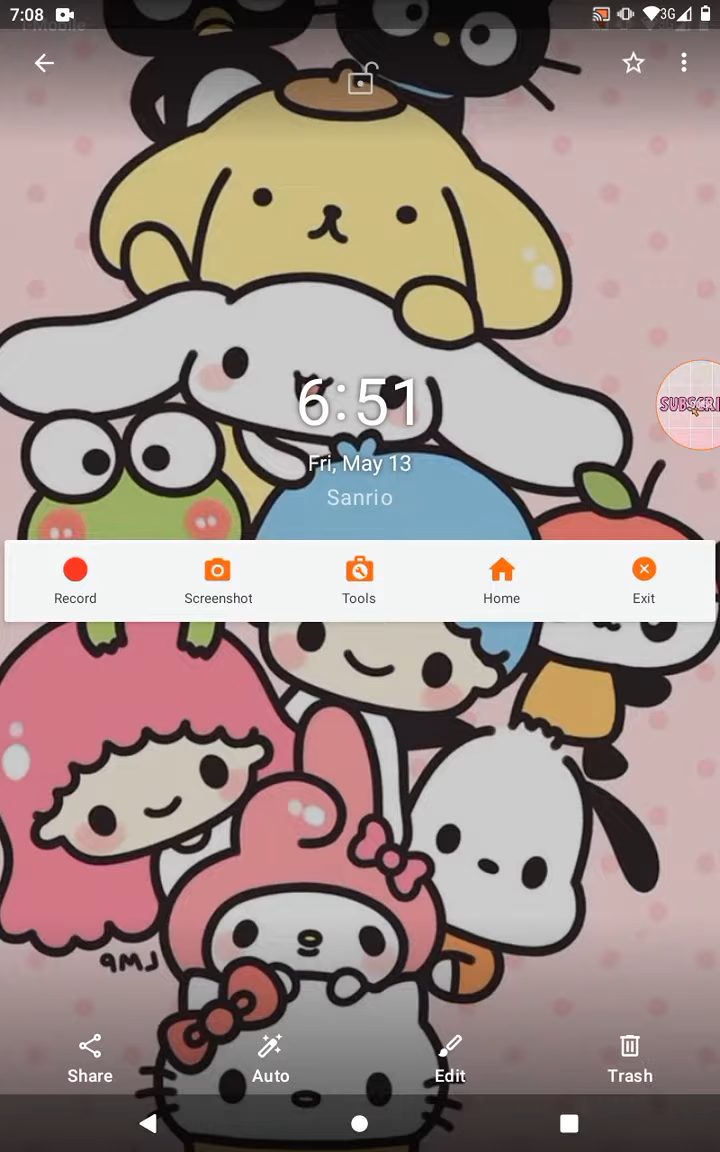 7:08
3G
6:51
Fri, May 13
Sanrio
SUBSCRI
Record Screenshot Tools Home Exit
LMP
Share Auto Edit Trash